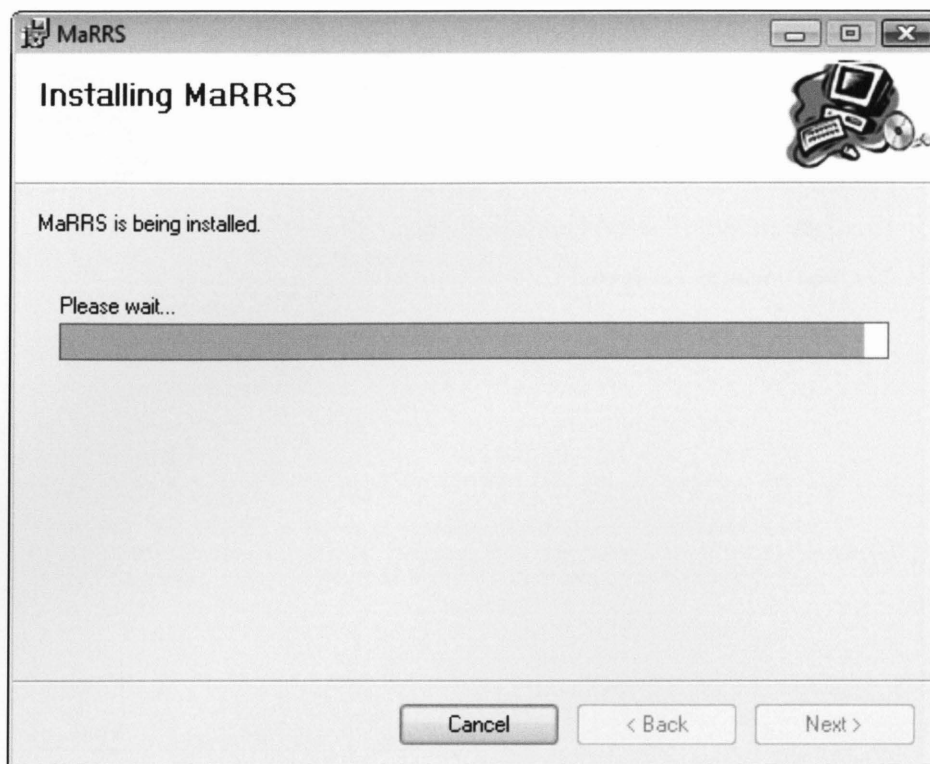 MaRRS
Installing MaRRS
MaRRS is being installed.
Please wait...
Cancel
< Back
Next >